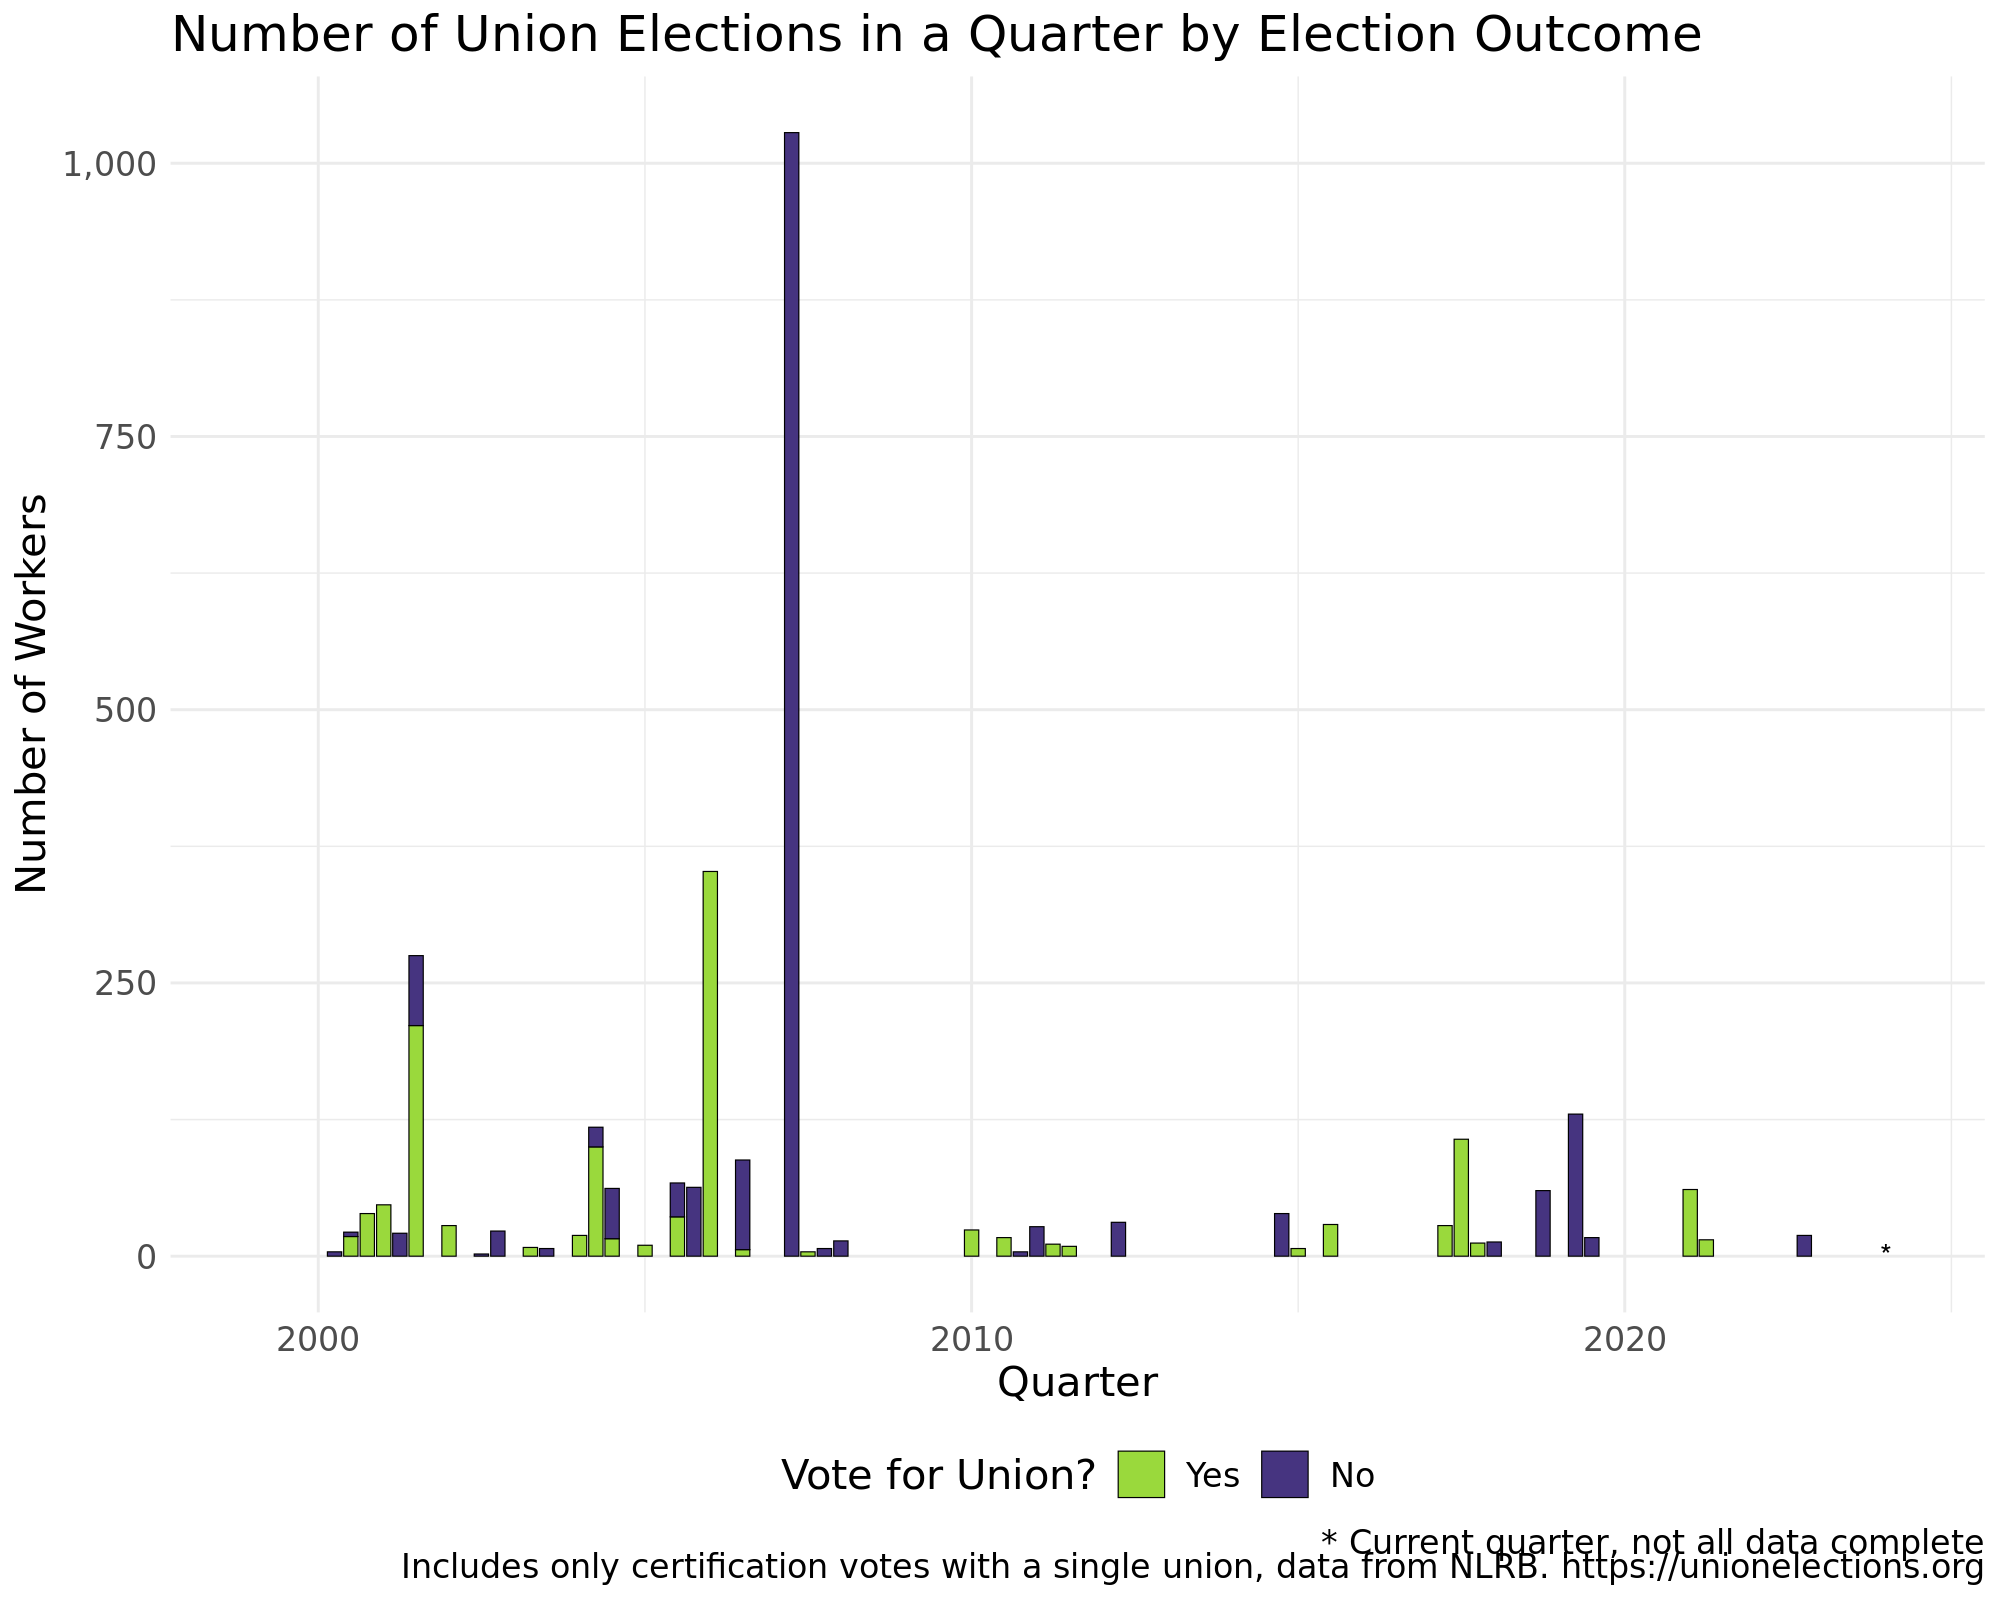 Number of Union Elections in a Quarter by Election Outcome
Number of Workers
1,000
750
500
250
0
*
2000 2010 2020
Quarter
Vote for Union? Yes No
* Current quarter, not all data complete
Includes only certification votes with a single union, data from NLRB. https://unionelections.org